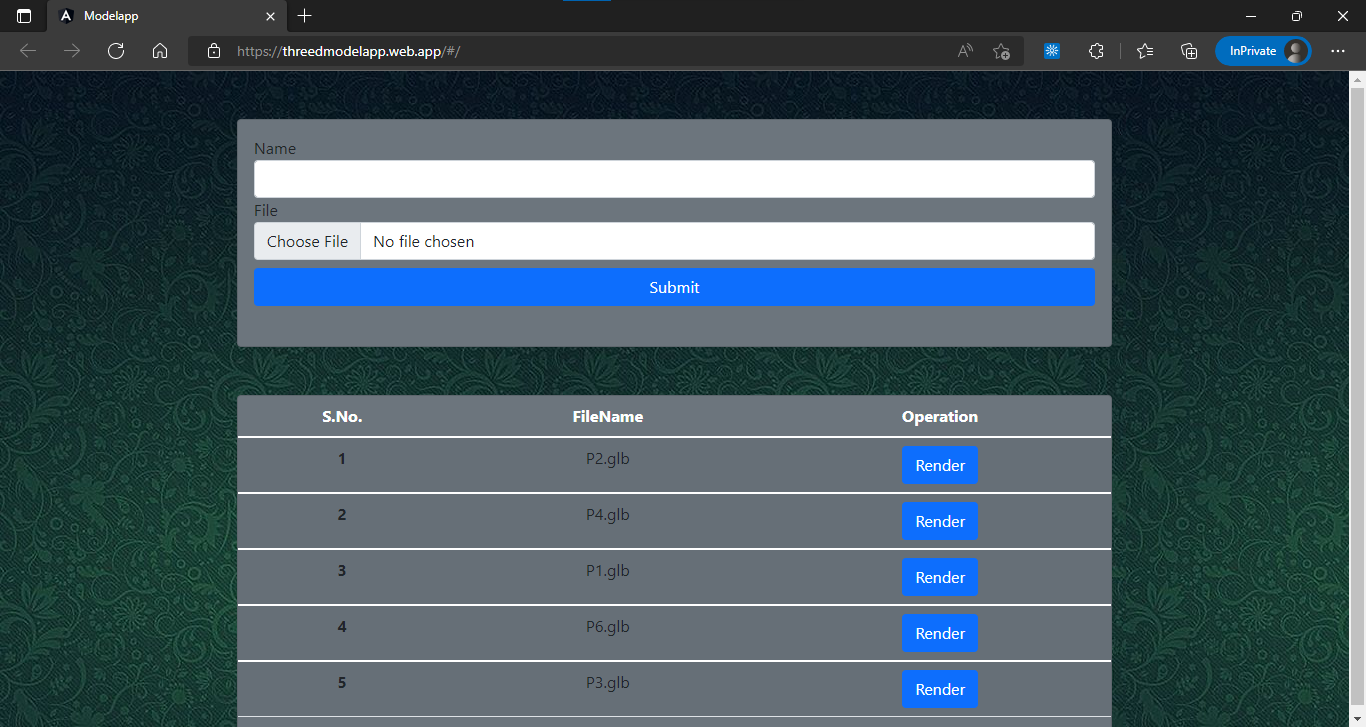 Modelapp
https://threedmodelapp.web.app/#/
InPrivate
Name
File
Choose File No file chosen
Submit
S.No. FileName Operation
1 P2.glb Render
2 P4.glb Render
3 P1.glb Render
4 P6.glb Render
5 P3.glb Render